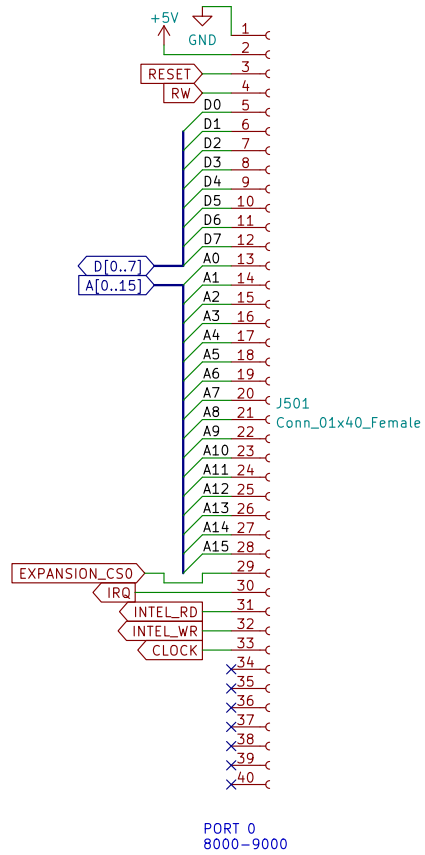 +5V
GND
1
2
RESET 3
RW 4
D0 5
D1 6
D2 7
D3 8
D4 9
D5 10
D6 11
D7 12
D[0..7]
A0 13
A[0..15]
A1 14
A2 15
A3 16
A4 17
A5 18
A6 19
A7 20
J501
A8 21
Conn_01x40_Female
A9 22
A10 23
A11 24
A12 25
A13 26
A14 27
A15 28
EXPANSION_CS0 29
IRQ 30
INTEL_RD 31
INTEL_WR 32
CLOCK 33
34
35
36
37
38
39
40
PORT 0
8000-9000